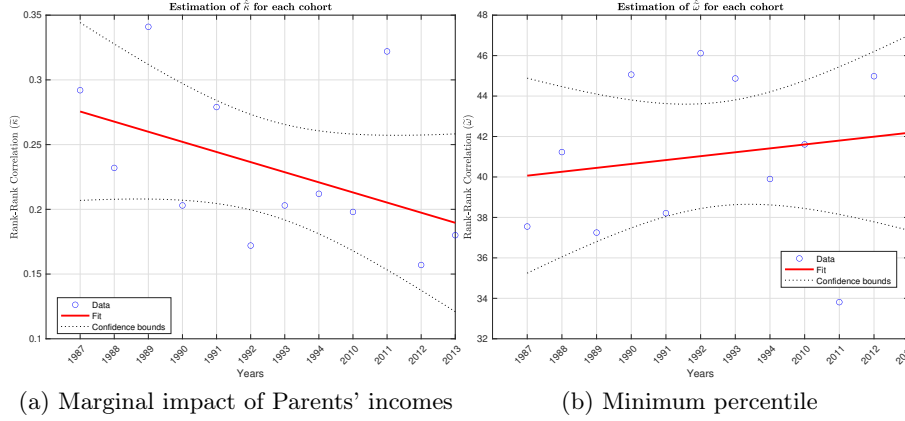 Estimation of κ̂̄ for each cohort
0.35
0.3
0.25
0.2
0.15
0.1
Rank-Rank Correlation (κ̄)
Data
Fit
Confidence bounds
1987 1988 1989 1990 1991 1992 1993 1994 2010 2011 2012 2013
Years
(a) Marginal impact of Parents' incomes
Estimation of ω̂̄ for each cohort
48
46
44
42
40
38
36
34
32
Rank-Rank Correlation (ω̄)
Data
Fit
Confidence bounds
1987 1988 1989 1990 1991 1992 1993 1994 2010 2011 2012
Years
(b) Minimum percentile